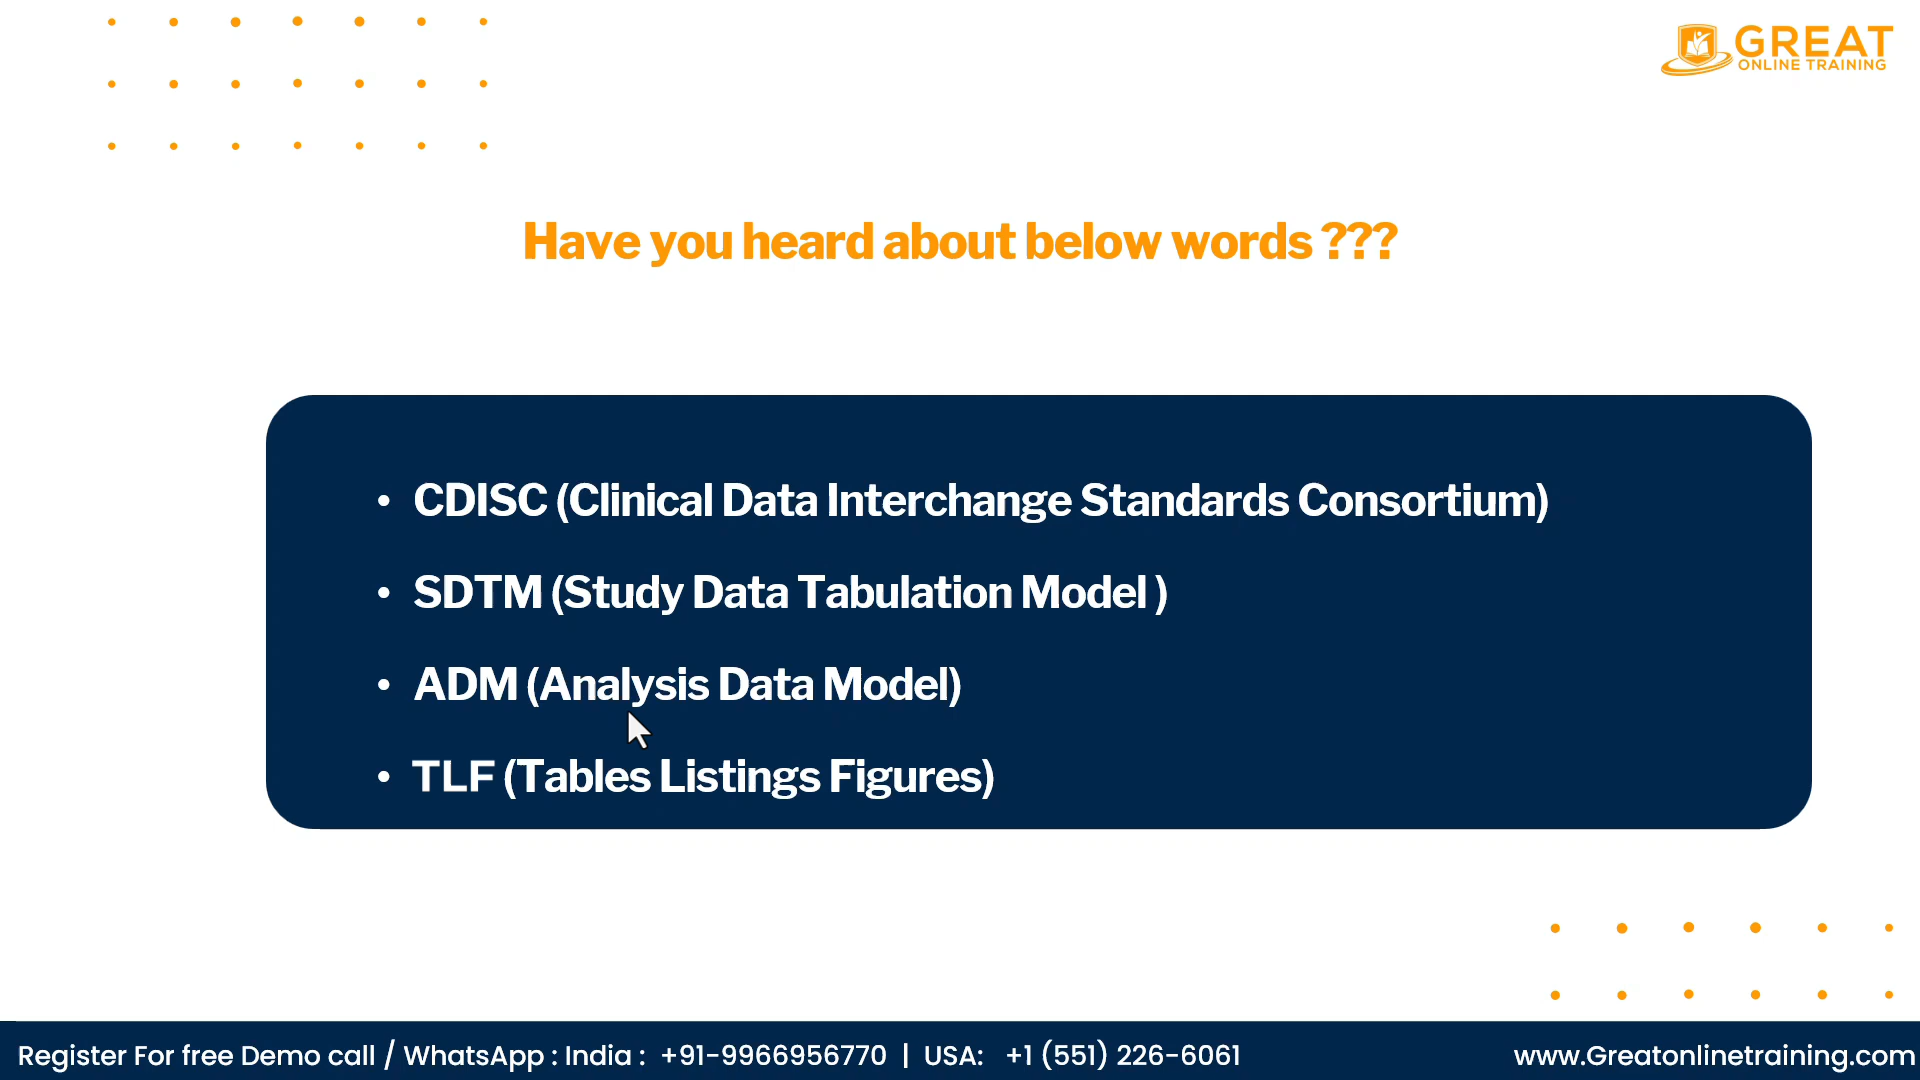 GREAT
ONLINE TRAINING
Have you heard about below words ???
• CDISC (Clinical Data Interchange Standards Consortium)
• SDTM (Study Data Tabulation Model )
• ADM (Analysis Data Model)
• TLF (Tables Listings Figures)
Register For free Demo call / WhatsApp : India : +91-9966956770 | USA: +1 (551) 226-6061 www.Greatonlinetraining.com